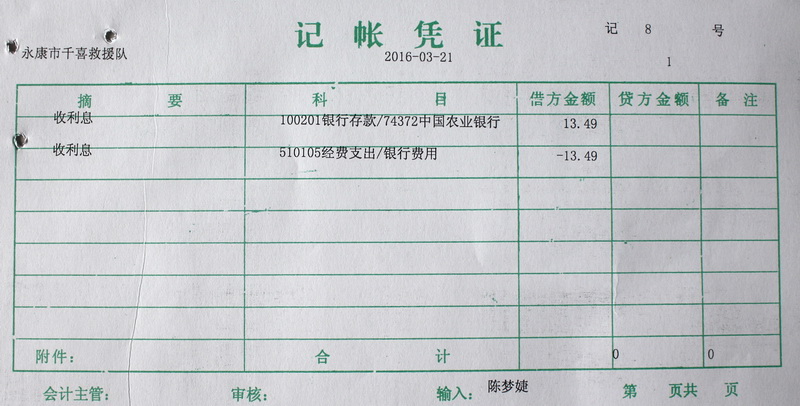 记帐凭证
记 8 号
永康市千喜救援队
2016-03-21
1
摘要 科目 借方金额 贷方金额 备注
收利息 100201银行存款/74372中国农业银行 13.49
收利息 510105经费支出/银行费用 -13.49
附件： 合计 0 0
会计主管： 审核： 输入： 陈梦婕 第 页共 页